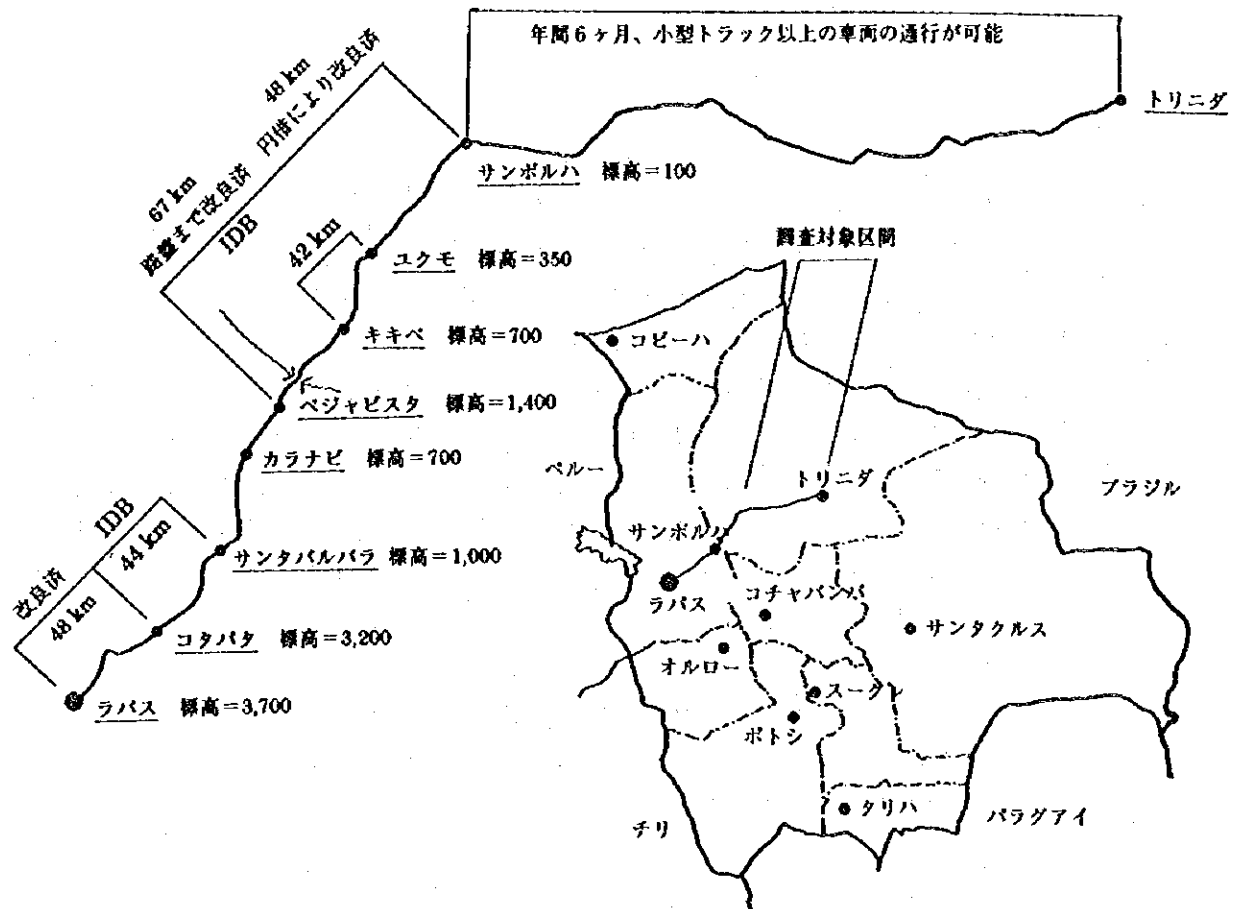 年間6ヶ月、小型トラック以上の車両の通行が可能
トリニダ
48 km
円借により改良済
67 km
路盤まで改良済
IDB
42 km
サンボルハ 標高=100
ユクモ 標高=350
キキベ 標高=700
ベジャビスタ 標高=1,400
カラナビ 標高=700
IDB
44 km
サンタバルバラ 標高=1,000
改良済
48 km
コタパタ 標高=3,200
ラパス 標高=3,700
調査対象区間
コビーハ
ペルー
トリニダ
ブラジル
サンボルハ
ラパス
コチャバンバ
サンタクルス
オルロー
スークレ
ポトシ
タリハ
パラグアイ
チリ